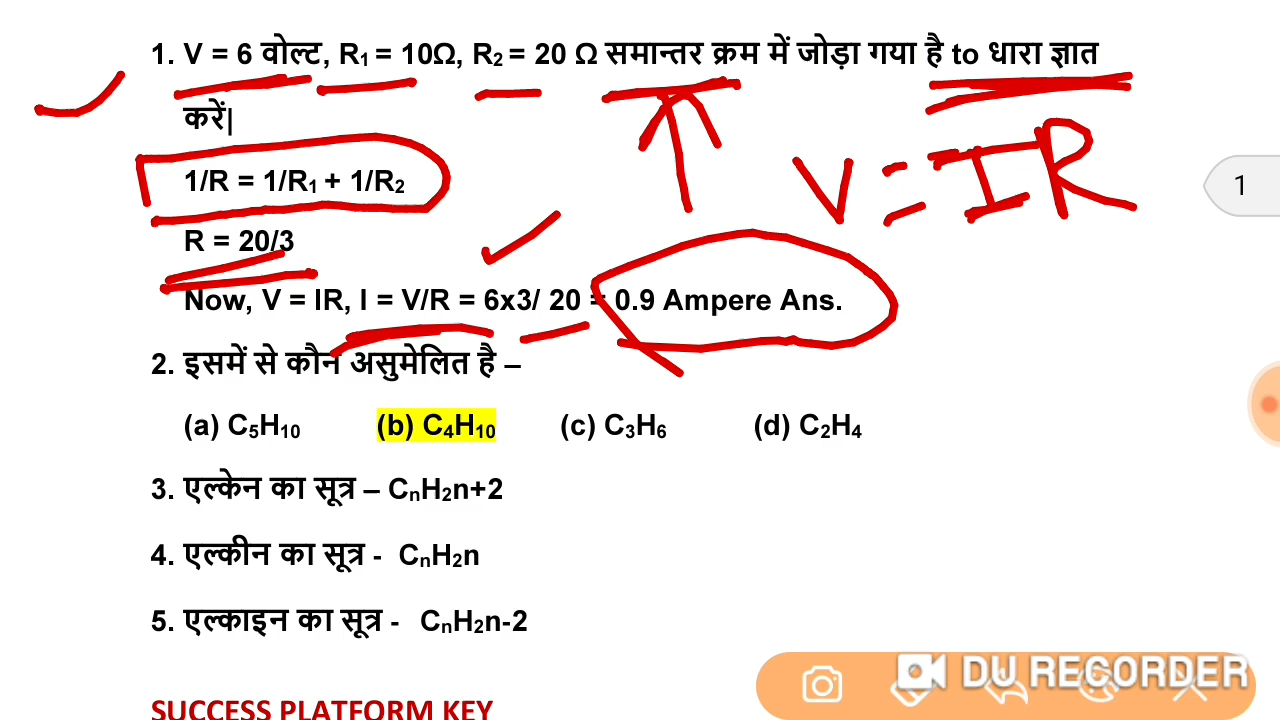 1. V = 6 वोल्ट, R₁ = 10Ω, R₂ = 20 Ω समान्तर क्रम में जोड़ा गया है to धारा ज्ञात
करें|
V = IR
1
1/R = 1/R₁ + 1/R₂
R = 20/3
Now, V = IR, I = V/R = 6x3/ 20 = 0.9 Ampere Ans.
2. इसमें से कौन असुमेलित है –
(a) C₅H₁₀ (b) C₄H₁₀ (c) C₃H₆ (d) C₂H₄
3. एल्केन का सूत्र – CₙH₂n+2
4. एल्कीन का सूत्र - CₙH₂n
5. एल्काइन का सूत्र - CₙH₂n-2
DU RECORDER
SUCCESS PLATFORM KEY